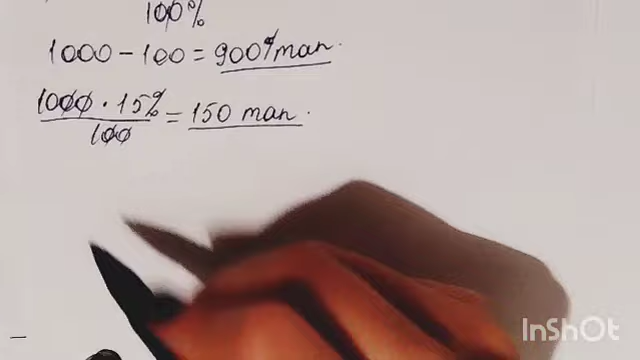 100%
1000 - 100 = 900 man.
1000 · 15%
100
= 150 man.
InShOt